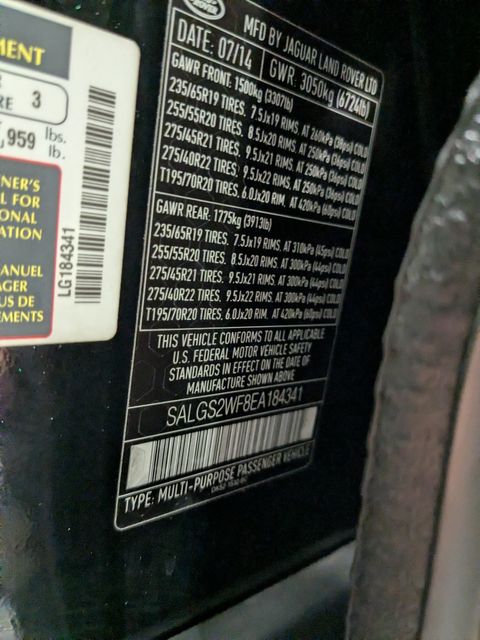 MENT
RE 3
,959 lbs.
lb.
NER'S
L FOR
IONAL
ATION
ANUEL
AGER
US DE
EMENTS
LG184341
ROVER
MFD BY JAGUAR LAND ROVER LTD
DATE: 07/14 GWR. 3050kg (6724lb)
GAWR FRONT: 1500kg (3307lb)
235/65R19 TIRES, 7.5Jx19 RIMS, AT 260kPa (38psi) COLD
255/55R20 TIRES, 8.5Jx20 RIMS, AT 250kPa (36psi) COLD
275/45R21 TIRES, 9.5Jx21 RIMS, AT 250kPa (36psi) COLD
275/40R22 TIRES, 9.5Jx22 RIMS, AT 250kPa (36psi) COLD
T195/70R20 TIRES, 6.0Jx20 RIM, AT 420kPa (60psi) COLD
GAWR REAR: 1775kg (3913lb)
235/65R19 TIRES, 7.5Jx19 RIMS, AT 310kPa (45psi) COLD
255/55R20 TIRES, 8.5Jx20 RIMS, AT 300kPa (44psi) COLD
275/45R21 TIRES, 9.5Jx21 RIMS, AT 300kPa (44psi) COLD
275/40R22 TIRES, 9.5Jx22 RIMS, AT 300kPa (44psi) COLD
T195/70R20 TIRES, 6.0Jx20 RIM, AT 420kPa (60psi) COLD
THIS VEHICLE CONFORMS TO ALL APPLICABLE
U.S. FEDERAL MOTOR VEHICLE SAFETY
STANDARDS IN EFFECT ON THE DATE OF
MANUFACTURE SHOWN ABOVE
SALGS2WF8EA184341
TYPE: MULTI-PURPOSE PASSENGER VEHICLE